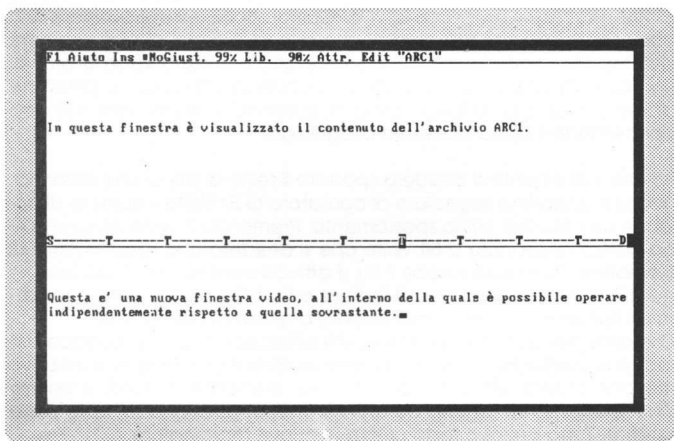 F1 Aiuto Ins ■NoGiust. 99% Lib. 90% Attr. Edit "ARC1"
In questa finestra è visualizzato il contenuto dell'archivio ARC1.
S-------T-------T-------T-------T-------T-------T-------T-------T-------T-----D
Questa e' una nuova finestra video, all'interno della quale è possibile operare
indipendentemente rispetto a quella sovrastante.